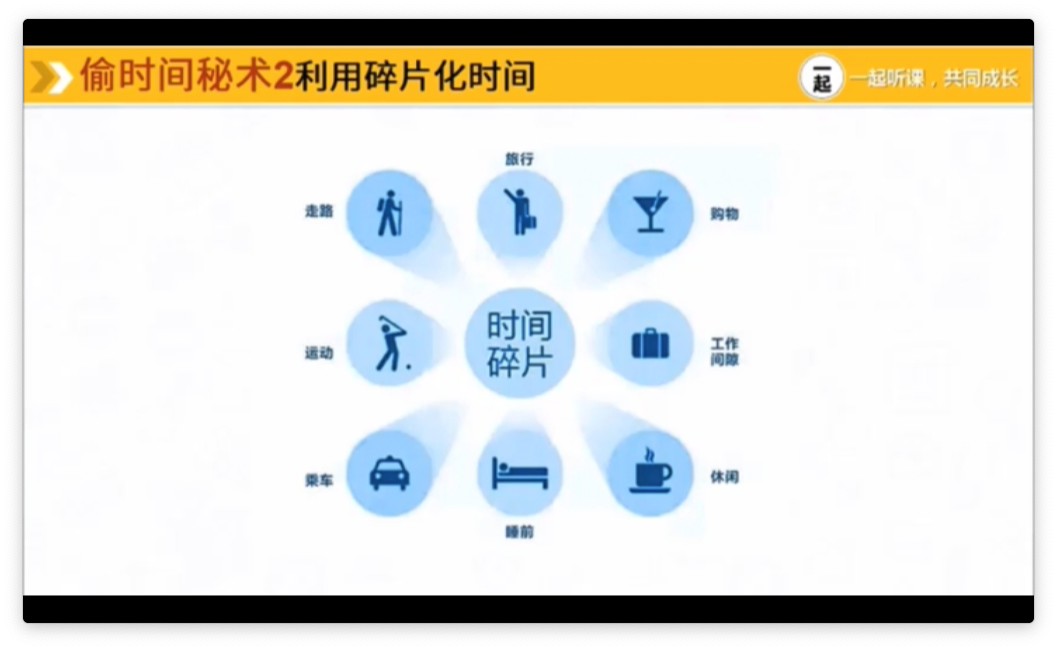 偷时间秘术2利用碎片化时间
一起
一起听课，共同成长
旅行
走路
购物
时间
碎片
运动
工作
间隙
乘车
休闲
睡前